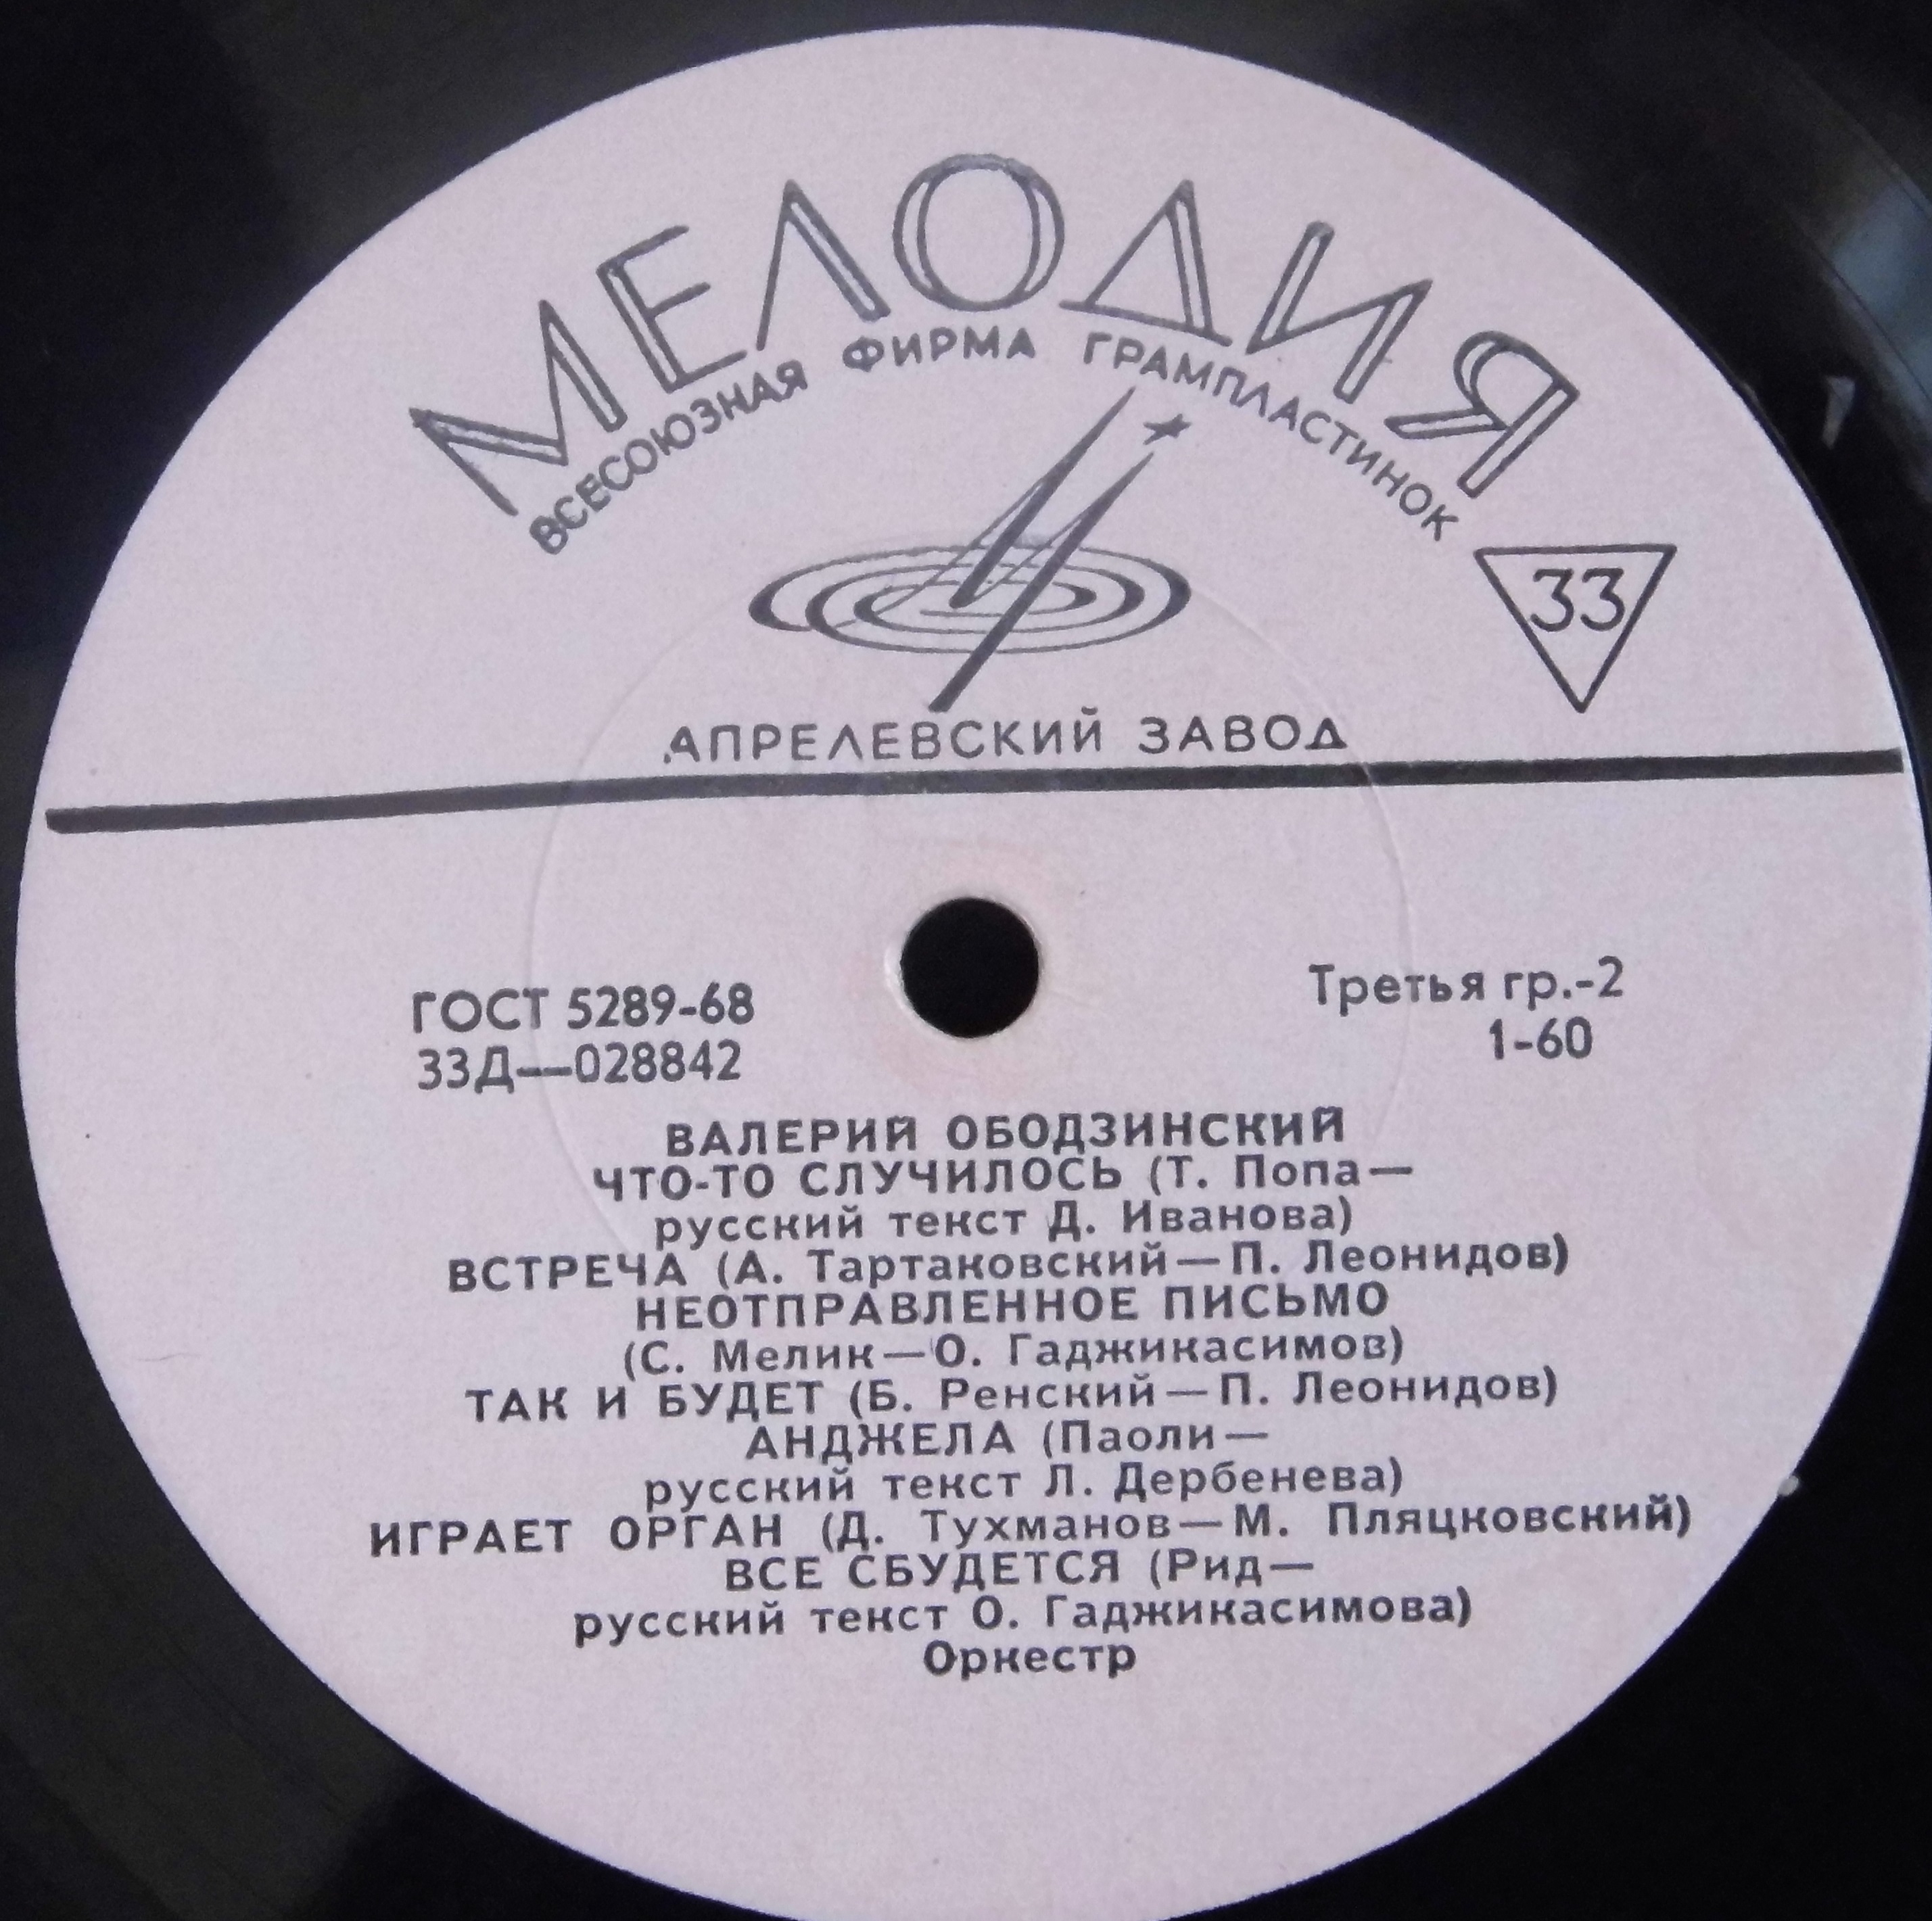 МЕЛОДИЯ
ВСЕСОЮЗНАЯ ФИРМА ГРАМПЛАСТИНОК
33
АПРЕЛЕВСКИЙ ЗАВОД
ГОСТ 5289-68
33Д—028842
Третья гр.-2
1-60
ВАЛЕРИЙ ОБОДЗИНСКИЙ
ЧТО-ТО СЛУЧИЛОСЬ (Т. Попа—
русский текст Д. Иванова)
ВСТРЕЧА (А. Тартаковский—П. Леонидов)
НЕОТПРАВЛЕННОЕ ПИСЬМО
(С. Мелик—О. Гаджикасимов)
ТАК И БУДЕТ (Б. Ренский—П. Леонидов)
АНДЖЕЛА (Паоли—
русский текст Л. Дербенева)
ИГРАЕТ ОРГАН (Д. Тухманов—М. Пляцковский)
ВСЕ СБУДЕТСЯ (Рид—
русский текст О. Гаджикасимова)
Оркестр